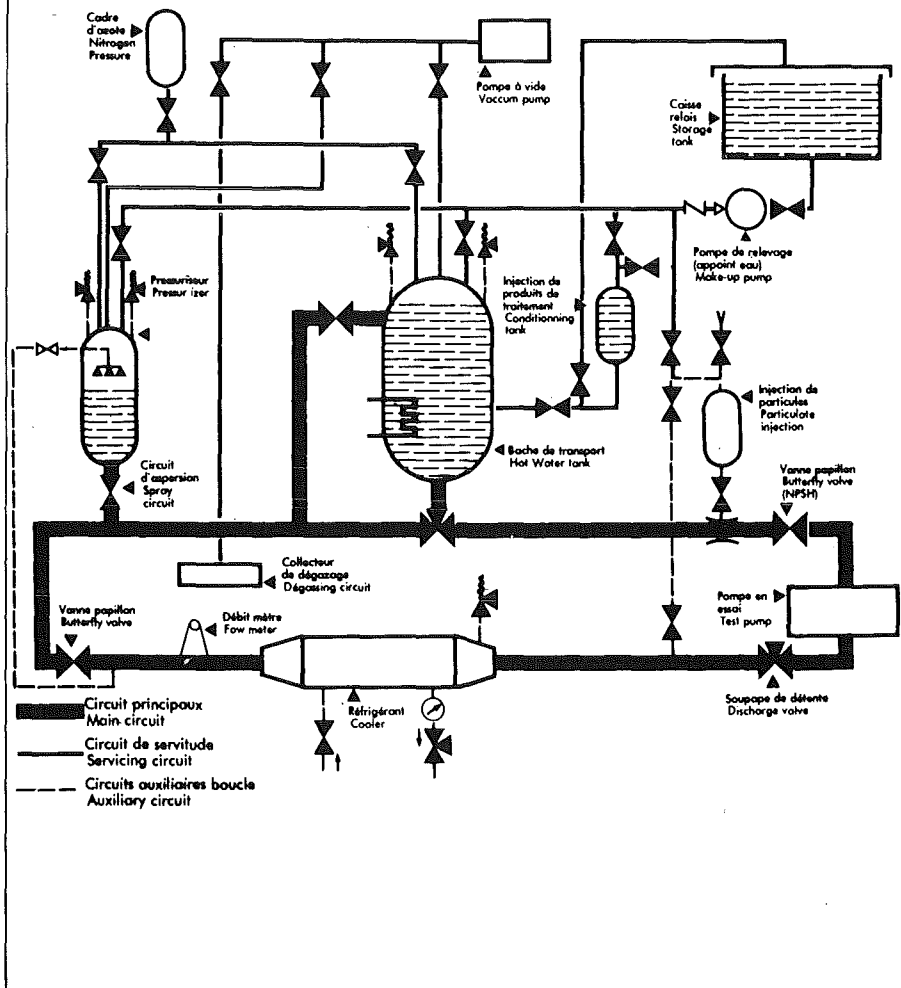 Cadre
d'azote
Nitrogen
Pressure
Pompe à vide
Vaccum pump
Caisse
relais
Storage
tank
Pompe de relevage
(appoint eau)
Make-up pump
Pressuriseur
Pressur izer
Injection de
produits de
traitement
Conditionning
tank
Injection de
particules
Particulate
injection
Circuit
d'aspersion
Spray
circuit
Bache de transport
Hot Water tank
Vanne papillon
Butterfly valve
(NPSH)
Collecteur
de dégazage
Dégassing circuit
Pompe en
essai
Test pump
Vanne papillon
Butterfly valve
Débit mètre
Fow meter
Réfrigérant
Cooler
Soupape de détente
Discharge valve
Circuit principaux
Main circuit
Circuit de servitude
Servicing circuit
Circuits auxiliaires boucle
Auxiliary circuit